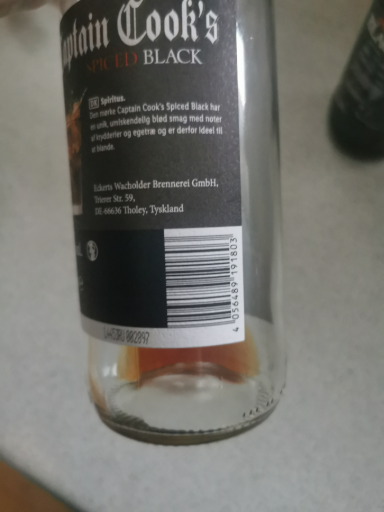 Captain Cook's
SPICED BLACK
DK Spiritus.
Den mørke Captain Cook's Spiced Black har
en unik, umiskendelig blød smag med noter
af krydderier og egetræ og er derfor ideel til
at blande.
Eckerts Wacholder Brennerei GmbH,
Trierer Str. 59,
DE-66636 Tholey, Tyskland
4 056489 191803